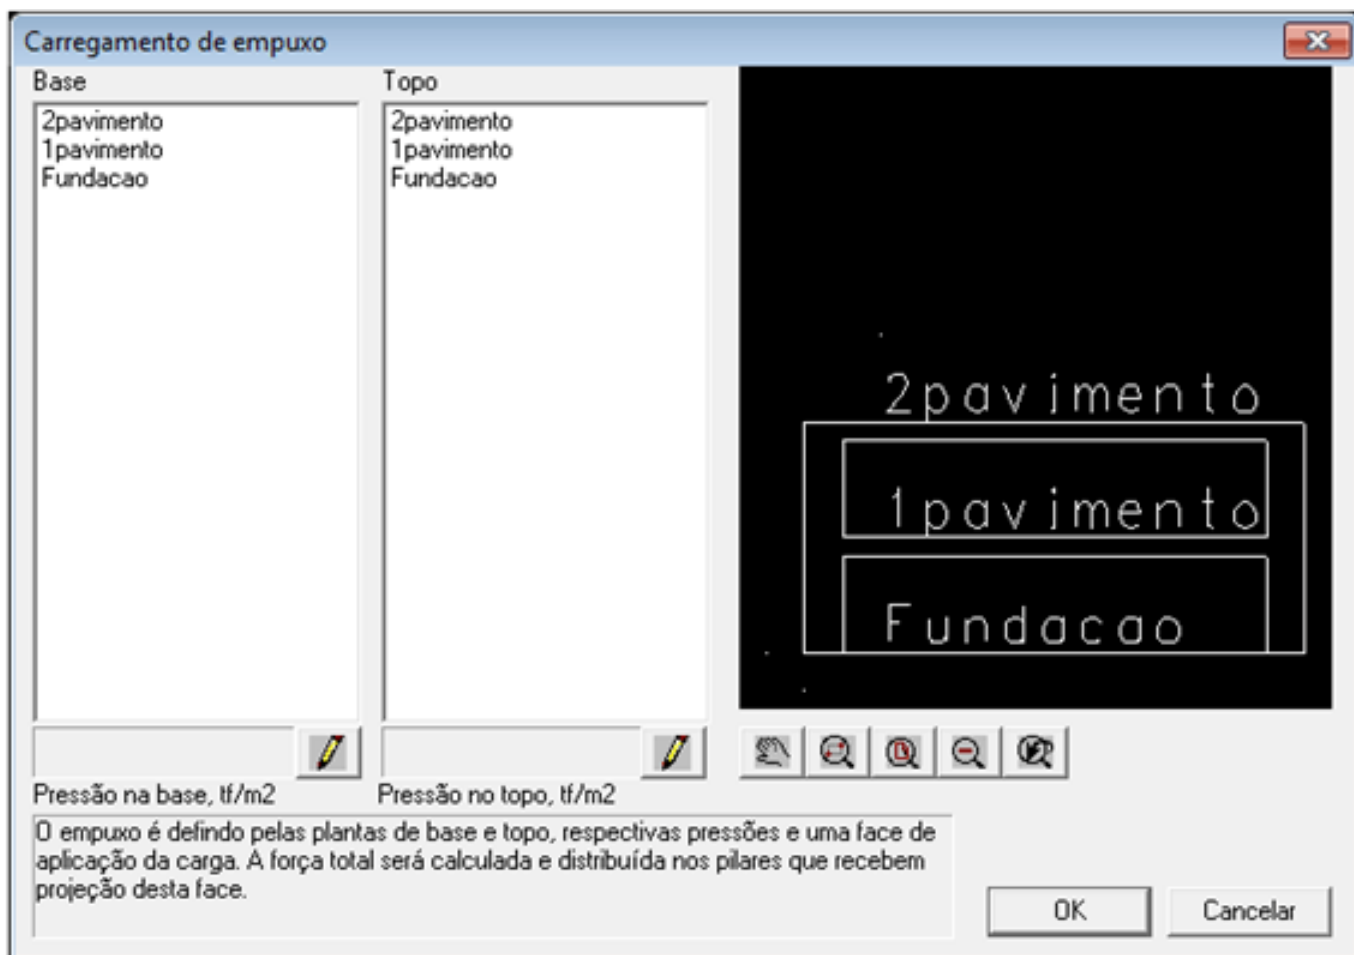 Carregamento de empuxo
Base
2pavimento
1pavimento
Fundacao
Pressão na base, tf/m2
Topo
2pavimento
1pavimento
Fundacao
Pressão no topo, tf/m2
2pavimento
1pavimento
Fundacao
O empuxo é defindo pelas plantas de base e topo, respectivas pressões e uma face de
aplicação da carga. A força total será calculada e distribuída nos pilares que recebem
projeção desta face.
OK
Cancelar